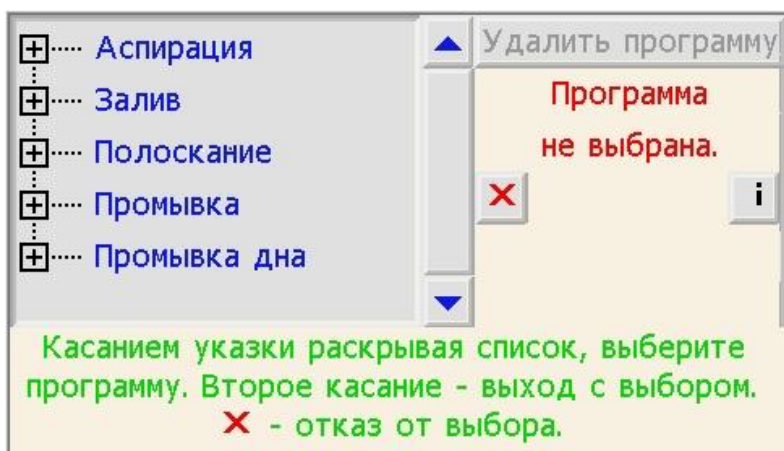 Аспирация
Залив
Полоскание
Промывка
Промывка дна
Удалить программу
Программа
не выбрана.
i
Касанием указки раскрывая список, выберите
программу. Второе касание - выход с выбором.
✕ - отказ от выбора.